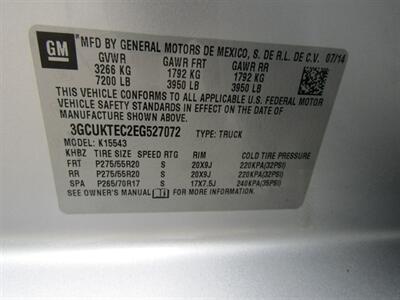 GM MFD BY GENERAL MOTORS DE MEXICO, S. DE R.L. DE C.V. 07/14
GVWR GAWR FRT GAWR RR
3266 KG 1792 KG 1792 KG
7200 LB 3950 LB 3950 LB
THIS VEHICLE CONFORMS TO ALL APPLICABLE U.S. FEDERAL MOTOR
VEHICLE SAFETY STANDARDS IN EFFECT ON THE DATE OF
MANUFACTURE SHOWN ABOVE.
3GCUKTEC2EG527072 TYPE: TRUCK
MODEL: K15543
KHBZ TIRE SIZE SPEED RTG RIM COLD TIRE PRESSURE
FRT P275/55R20 S 20X9J 220KPA(32PSI)
RR P275/55R20 S 20X9J 220KPA(32PSI)
SPA P265/70R17 S 17X7.5J 240KPA(35PSI)
SEE OWNER'S MANUAL FOR ADDITIONAL INFORMATION.